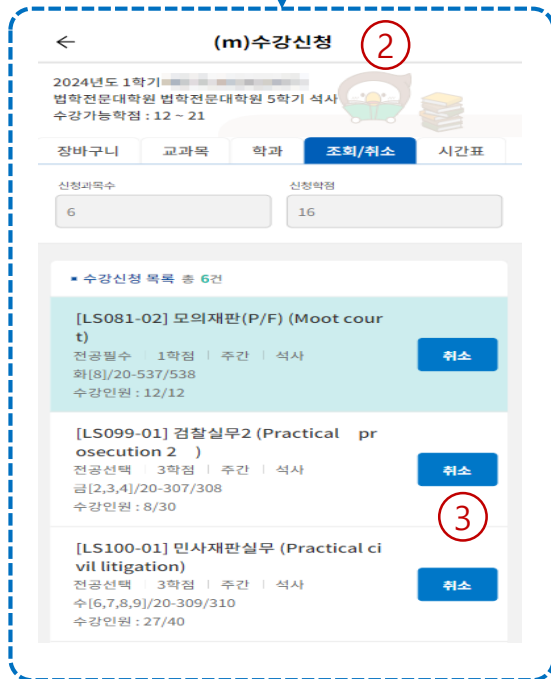 ← (m)수강신청 ②
2024년도 1학기
법학전문대학원 법학전문대학원 5학기 석사
수강가능학점 : 12 ~ 21
장바구니 교과목 학과 조회/취소 시간표
신청과목수 신청학점
6 16
▪ 수강신청 목록 총 6건
[LS081-02] 모의재판(P/F) (Moot cour
t)
전공필수 | 1학점 | 주간 | 석사 취소
화[8]/20-537/538
수강인원 : 12/12
[LS099-01] 검찰실무2 (Practical pr
osecution 2 )
전공선택 | 3학점 | 주간 | 석사 취소
금[2,3,4]/20-307/308
수강인원 : 8/30
③
[LS100-01] 민사재판실무 (Practical ci
vil litigation)
전공선택 | 3학점 | 주간 | 석사 취소
수[6,7,8,9]/20-309/310
수강인원 : 27/40